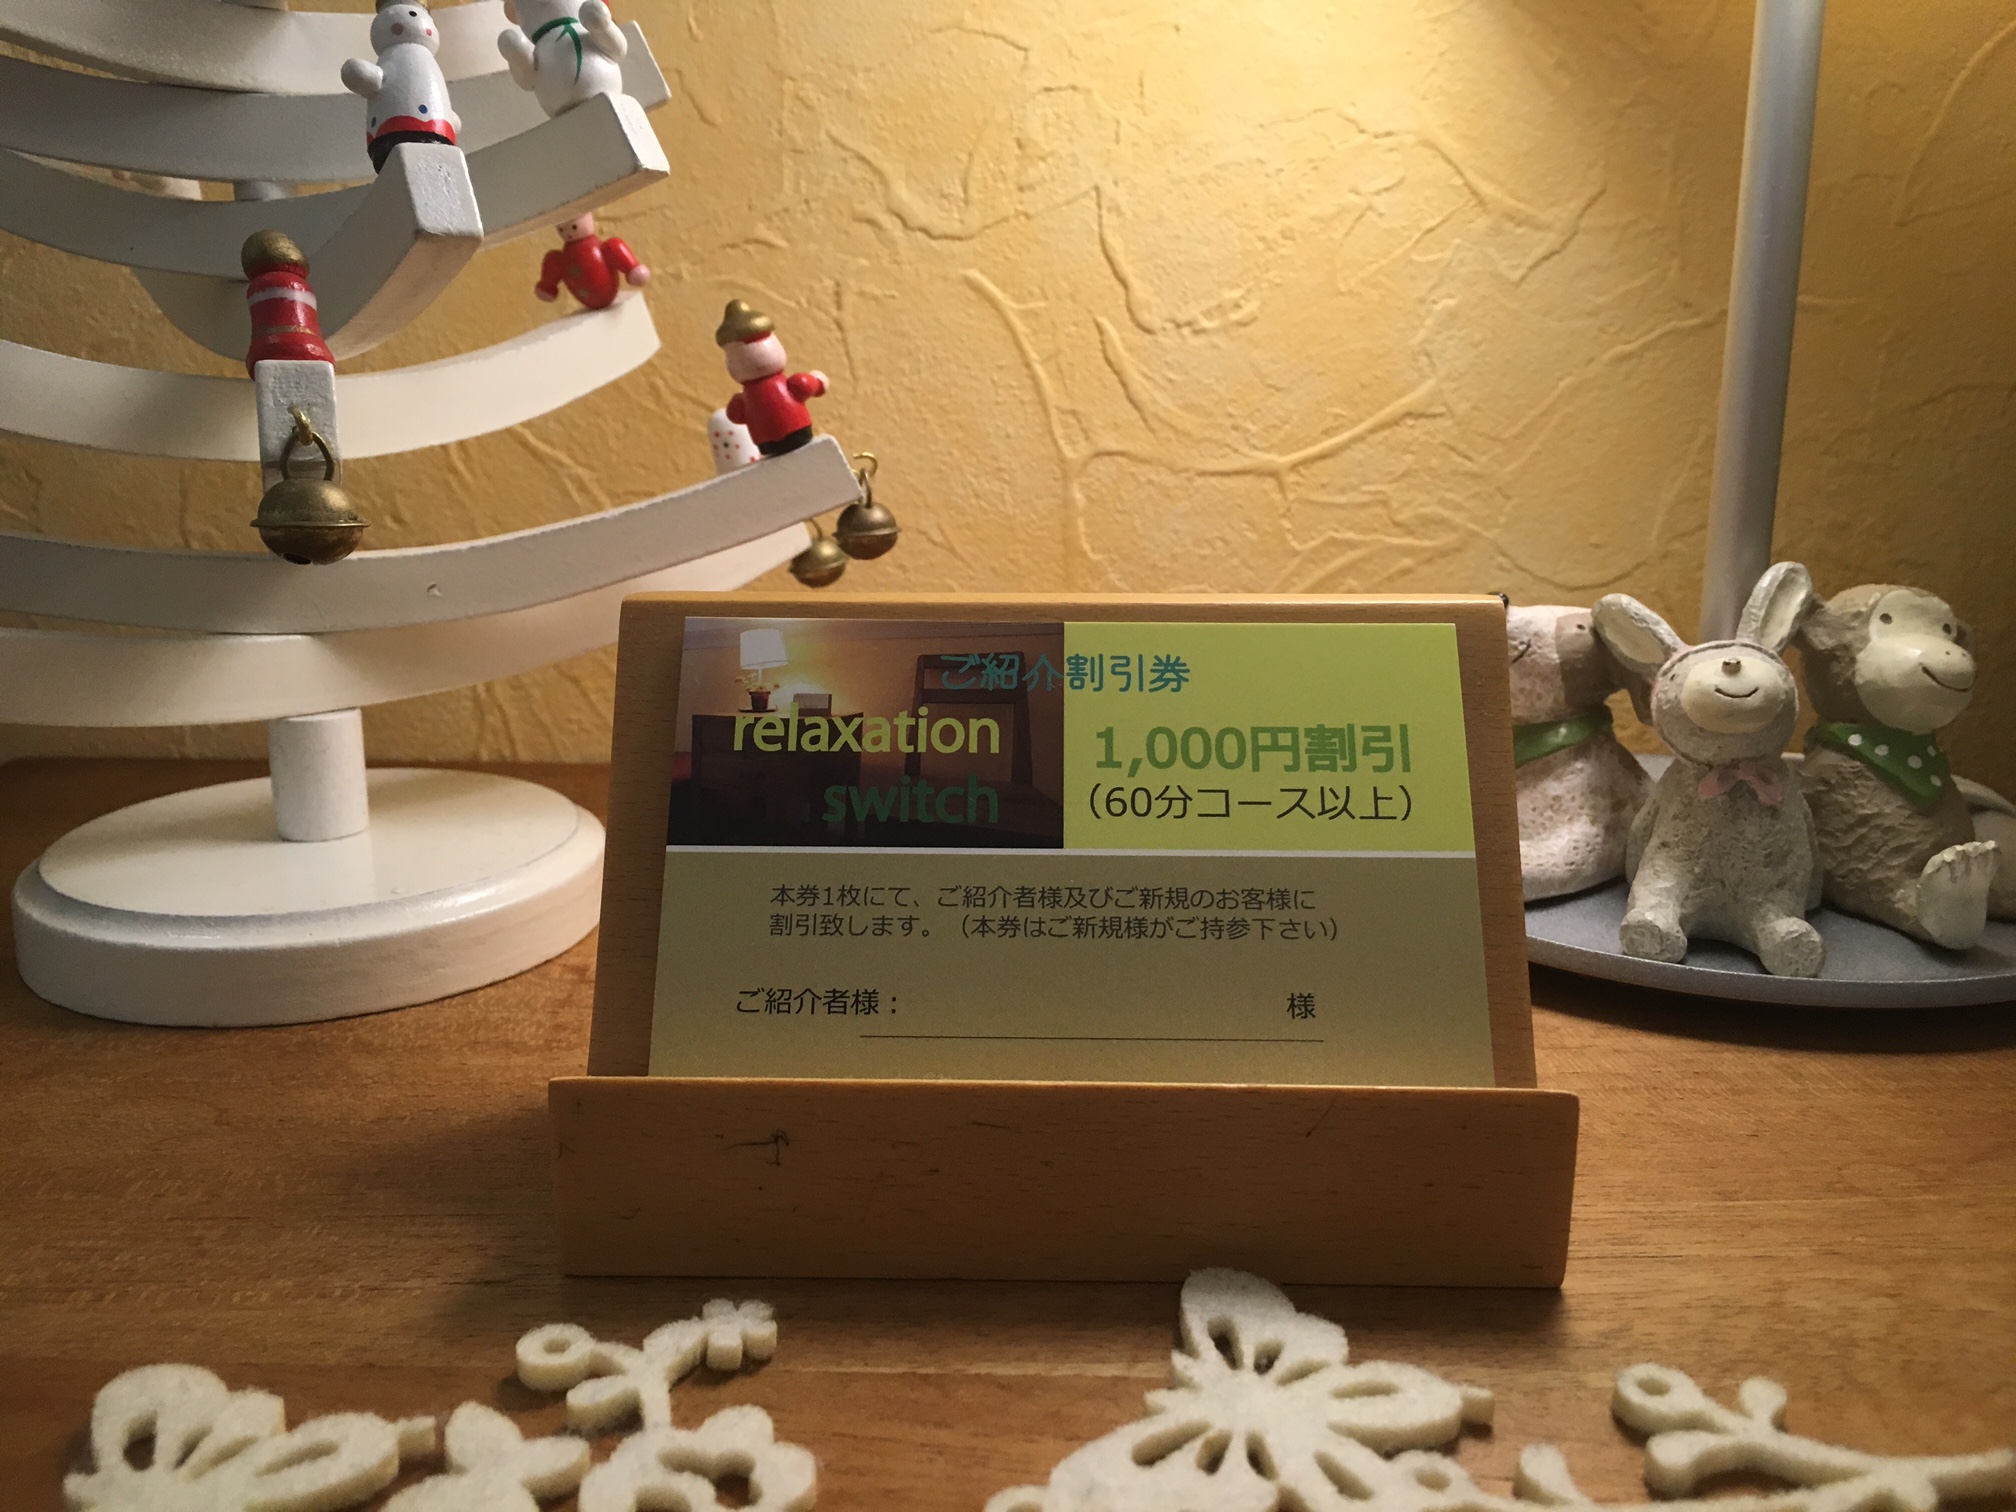 ご紹介割引券
relaxation
switch
1,000円割引
（60分コース以上）
本券1枚にて、ご紹介者様及びご新規のお客様に
割引致します。（本券はご新規様がご持参下さい）
ご紹介者様： 様